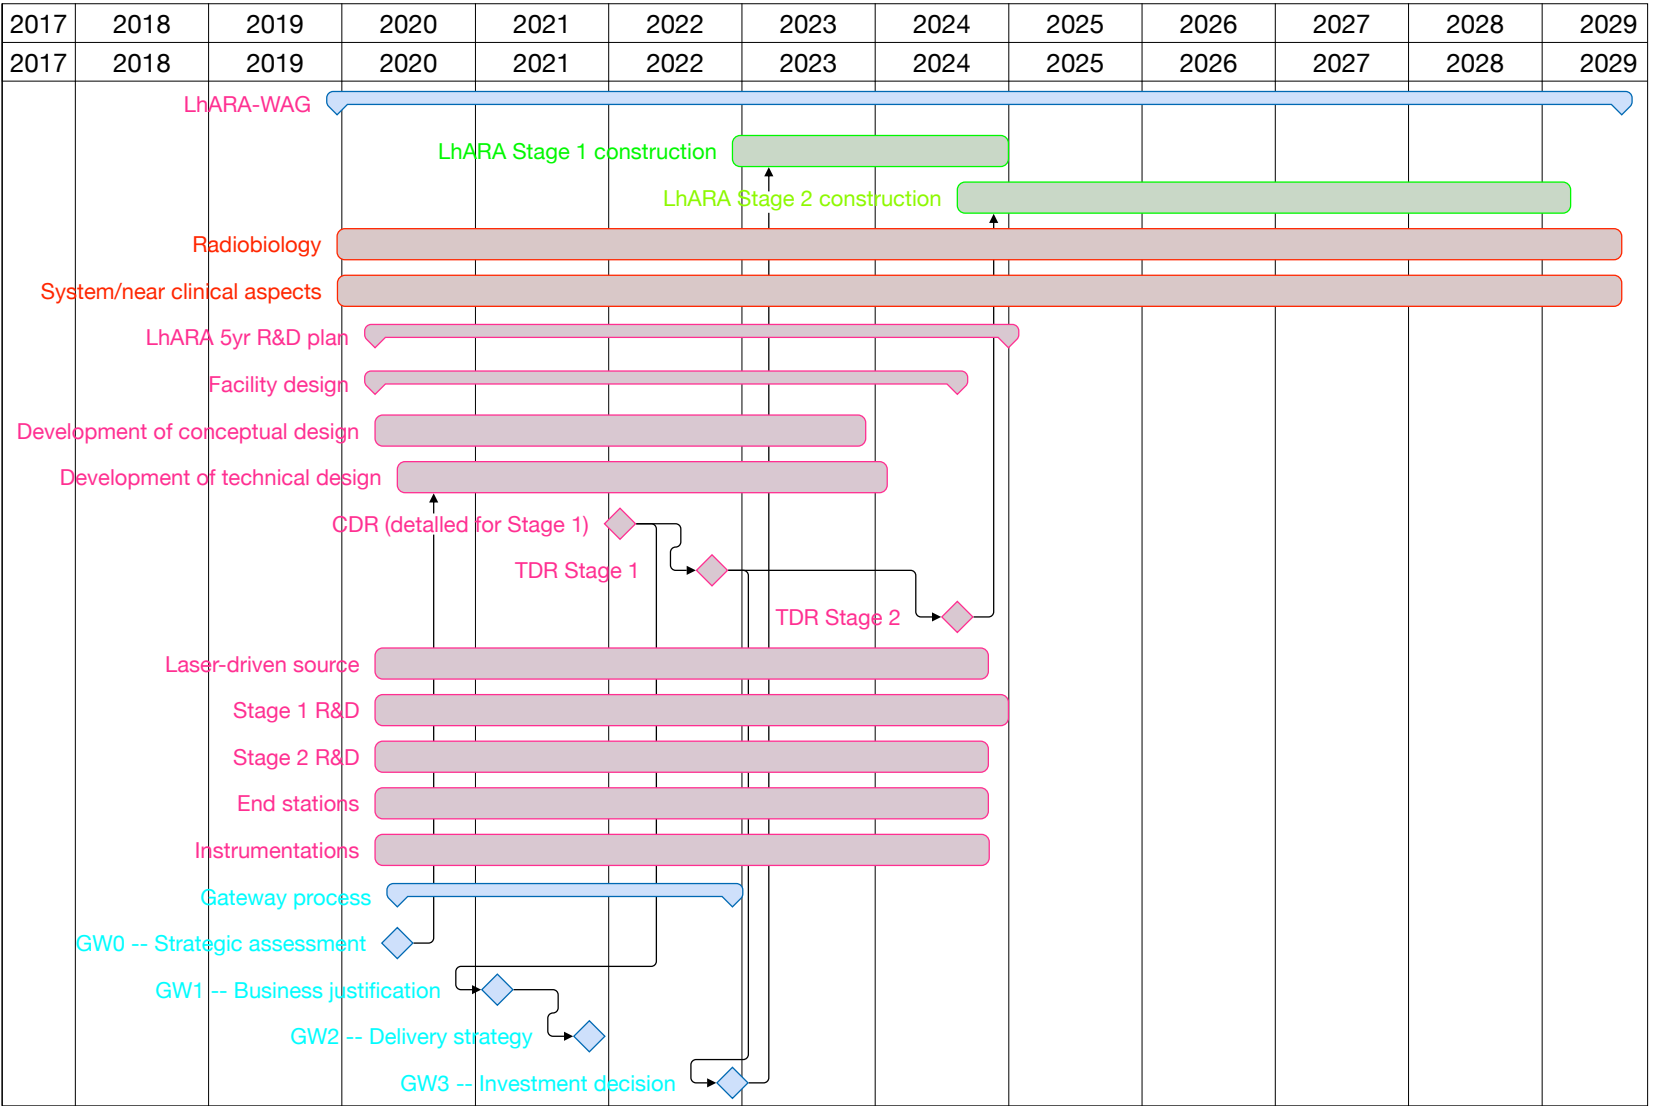 2017 2018 2019 2020 2021 2022 2023 2024 2025 2026 2027 2028 2029
2017 2018 2019 2020 2021 2022 2023 2024 2025 2026 2027 2028 2029
LhARA-WAG
LhARA Stage 1 construction
LhARA Stage 2 construction
Radiobiology
System/near clinical aspects
LhARA 5yr R&D plan
Facility design
Development of conceptual design
Development of technical design
CDR (detalled for Stage 1)
TDR Stage 1
TDR Stage 2
Laser-driven source
Stage 1 R&D
Stage 2 R&D
End stations
Instrumentations
Gateway process
GW0 -- Strategic assessment
GW1 -- Business justification
GW2 -- Delivery strategy
GW3 -- Investment decision